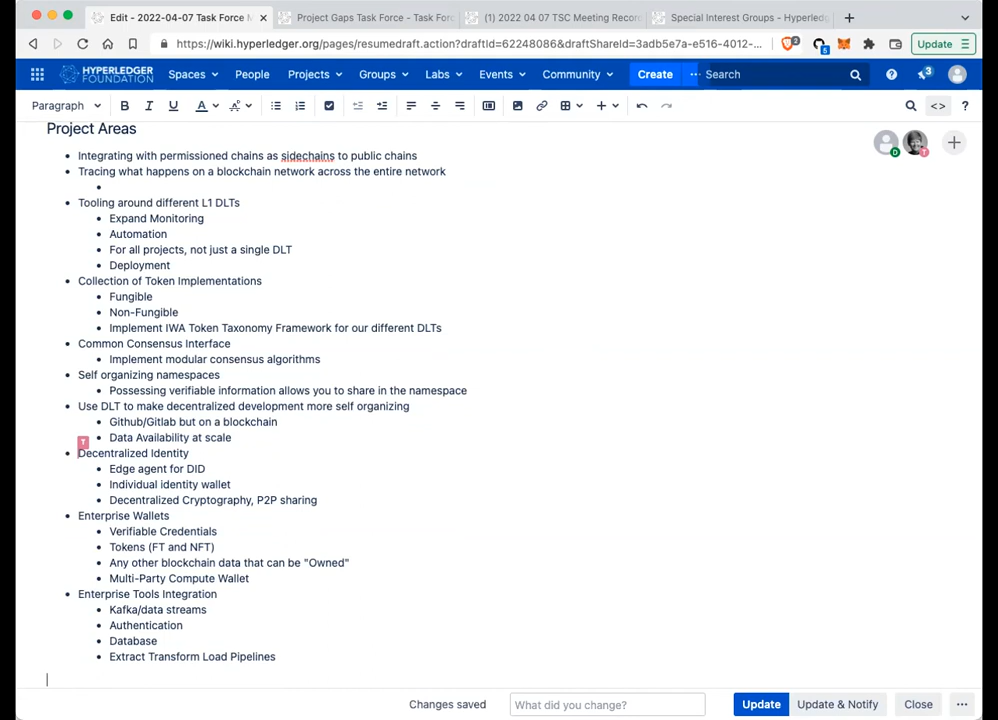 Edit - 2022-04-07 Task Force M
Project Gaps Task Force - Task Forc
(1) 2022 04 07 TSC Meeting Recor
Special Interest Groups - Hyperledg
https://wiki.hyperledger.org/pages/resumedraft.action?draftId=62248086&draftShareId=3adb5e7a-e516-4012-...
2
5
Update
HYPERLEDGER
FOUNDATION
Spaces
People
Projects
Groups
Labs
Events
Community
Create
Search
3
Paragraph
B
I
U
A
<>
?
Project Areas
D
T
Integrating with permissioned chains as sidechains to public chains
Tracing what happens on a blockchain network across the entire network
Tooling around different L1 DLTs
Expand Monitoring
Automation
For all projects, not just a single DLT
Deployment
Collection of Token Implementations
Fungible
Non-Fungible
Implement IWA Token Taxonomy Framework for our different DLTs
Common Consensus Interface
Implement modular consensus algorithms
Self organizing namespaces
Possessing verifiable information allows you to share in the namespace
Use DLT to make decentralized development more self organizing
Github/Gitlab but on a blockchain
Data Availability at scale
T
Decentralized Identity
Edge agent for DID
Individual identity wallet
Decentralized Cryptography, P2P sharing
Enterprise Wallets
Verifiable Credentials
Tokens (FT and NFT)
Any other blockchain data that can be "Owned"
Multi-Party Compute Wallet
Enterprise Tools Integration
Kafka/data streams
Authentication
Database
Extract Transform Load Pipelines
Changes saved
What did you change?
Update
Update & Notify
Close